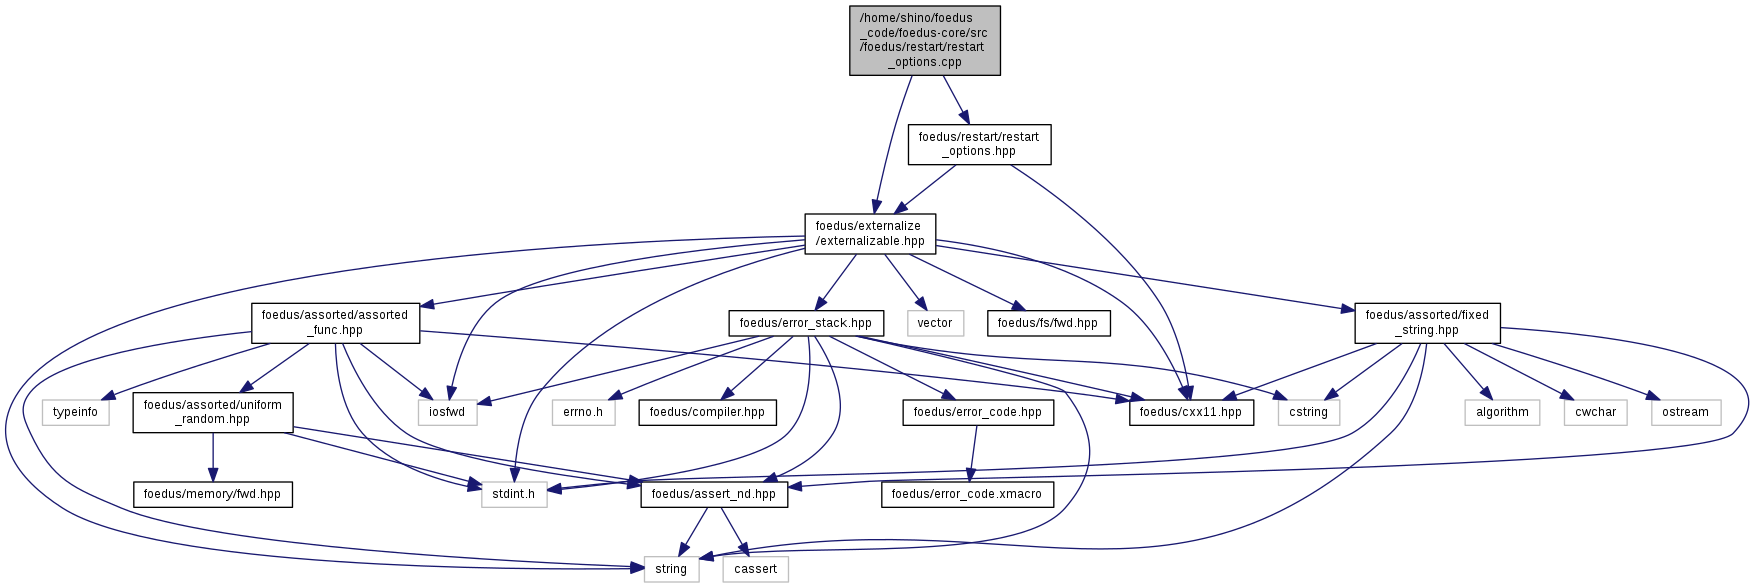 /home/shino/foedus
_code/foedus-core/src
/foedus/restart/restart
_options.cpp
foedus/restart/restart
_options.hpp
foedus/externalize
/externalizable.hpp
foedus/assorted/assorted
_func.hpp
foedus/error_stack.hpp
vector
foedus/fs/fwd.hpp
foedus/assorted/fixed
_string.hpp
typeinfo
foedus/assorted/uniform
_random.hpp
iosfwd
errno.h
foedus/compiler.hpp
foedus/error_code.hpp
foedus/cxx11.hpp
cstring
algorithm
cwchar
ostream
foedus/memory/fwd.hpp
stdint.h
foedus/assert_nd.hpp
foedus/error_code.xmacro
string
cassert